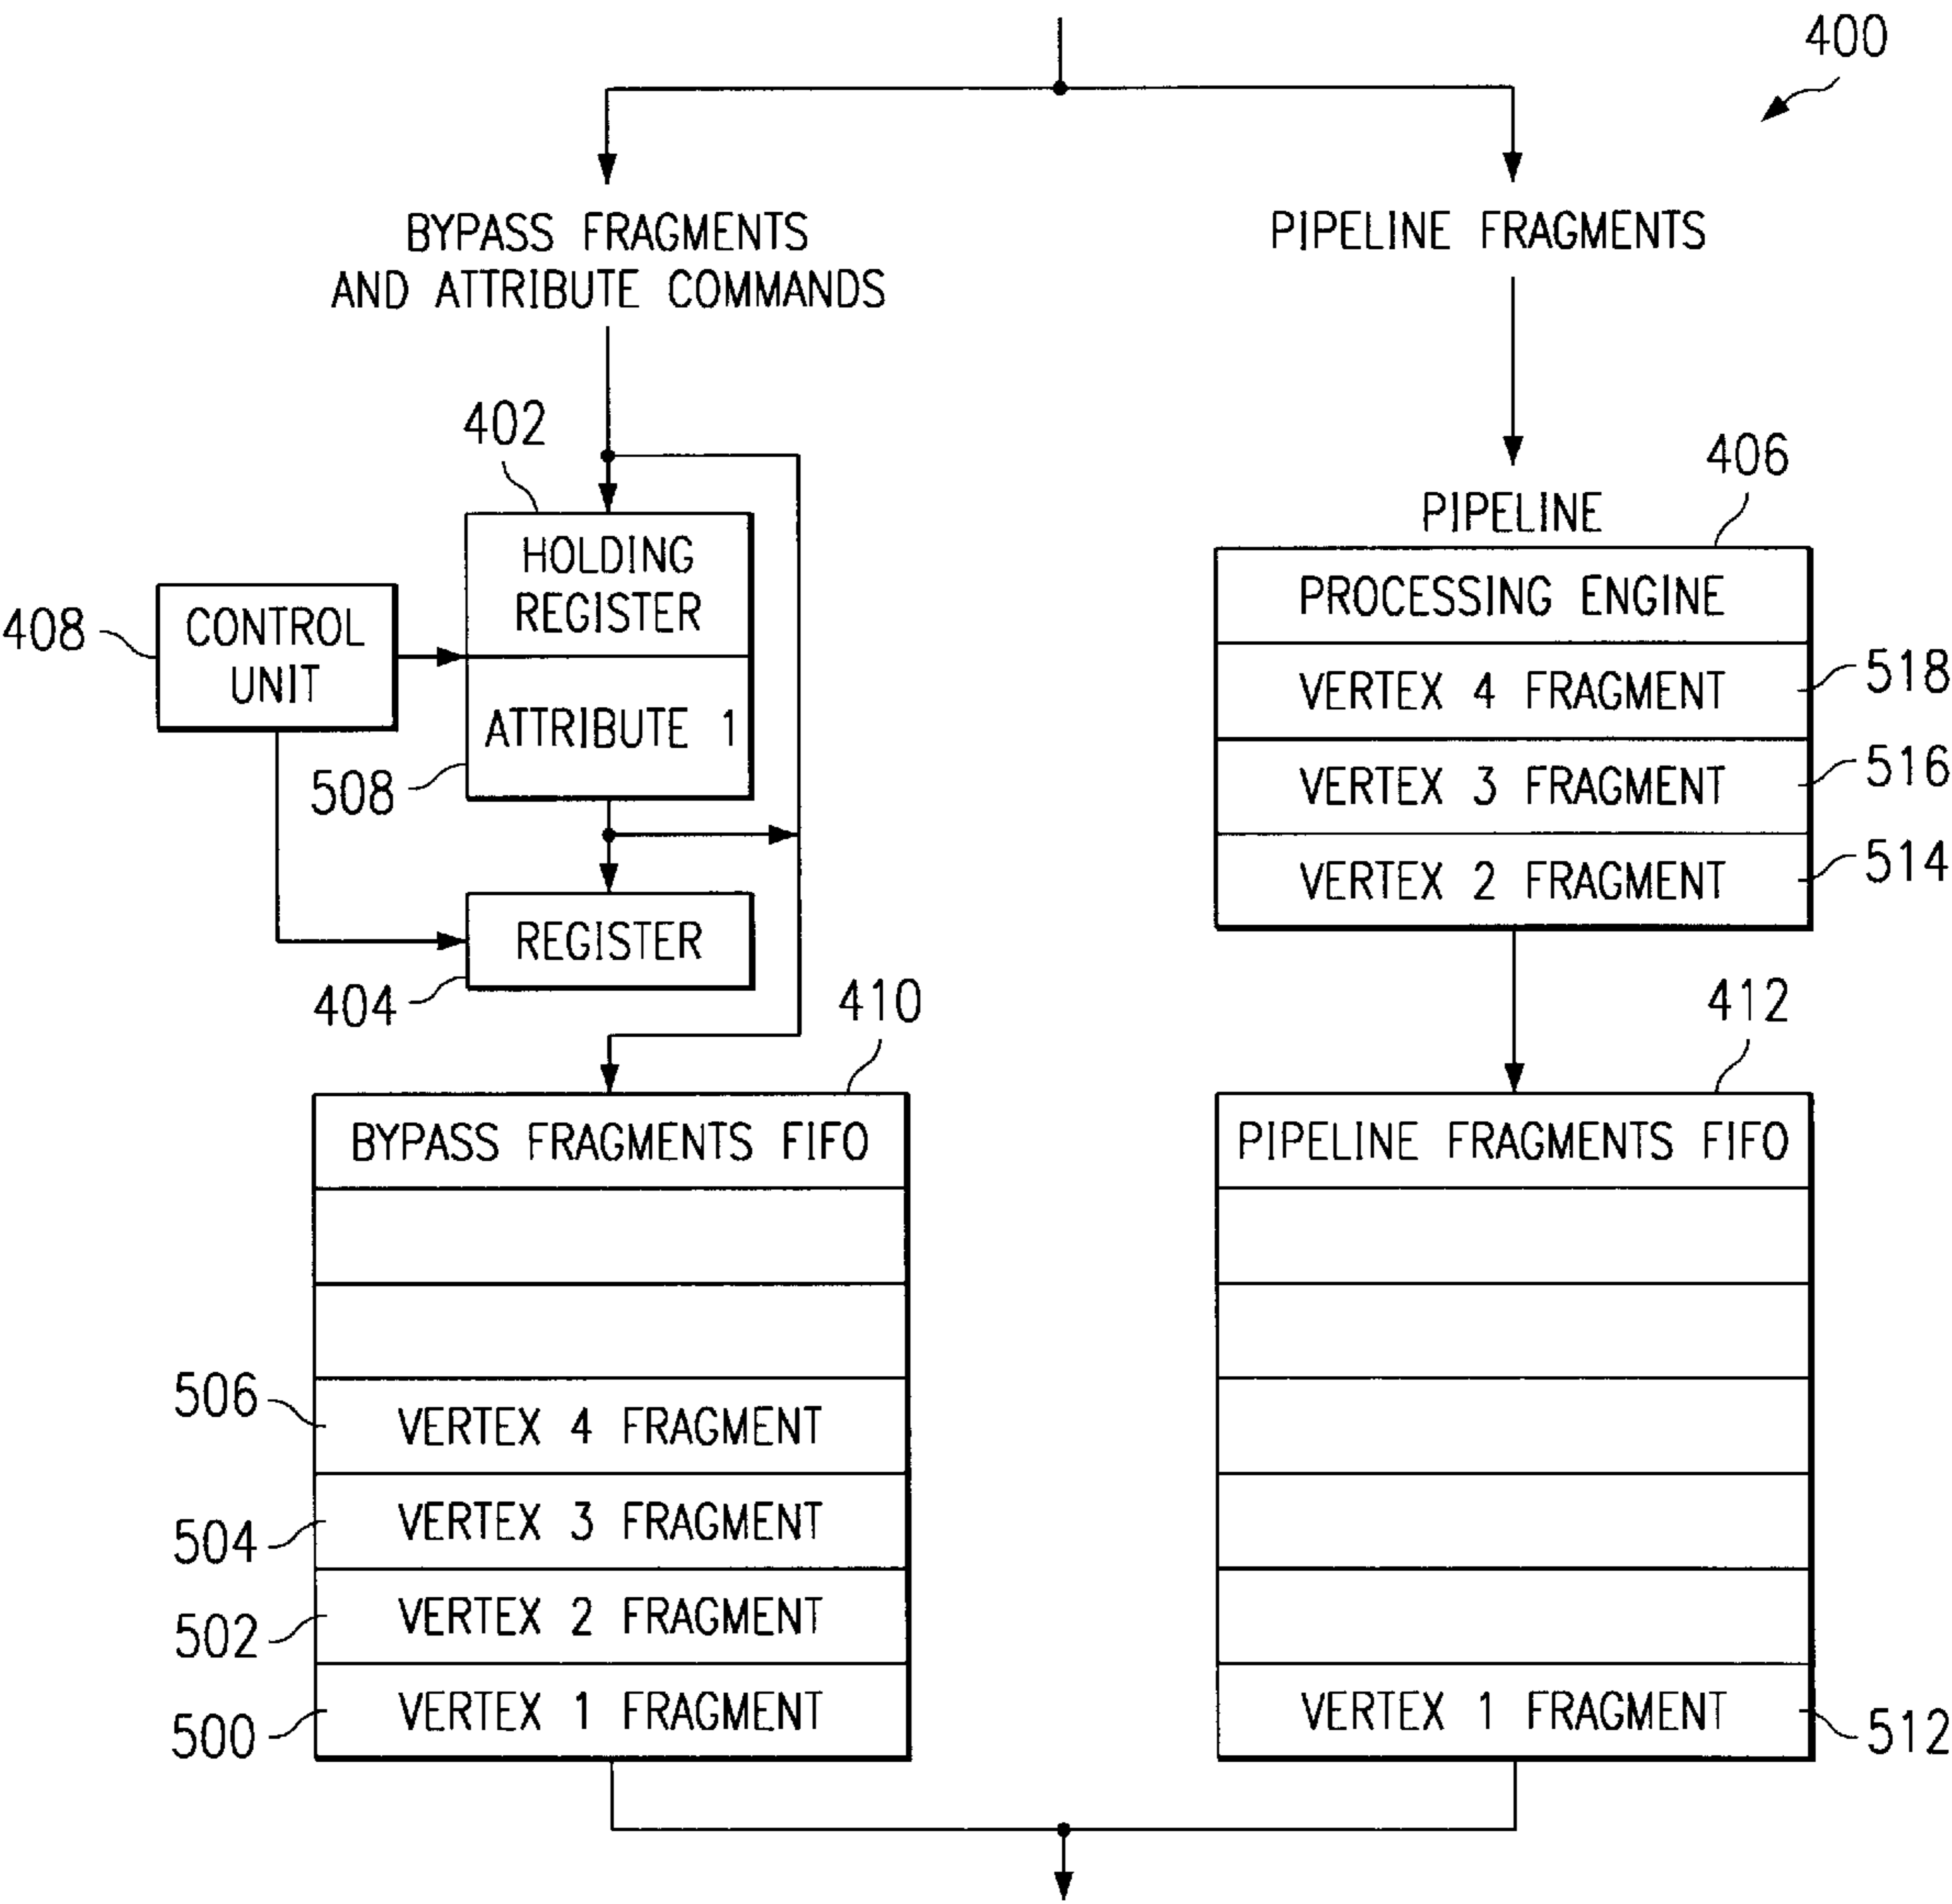 400
BYPASS FRAGMENTS
AND ATTRIBUTE COMMANDS
PIPELINE FRAGMENTS
402
HOLDING
REGISTER
408
CONTROL
UNIT
ATTRIBUTE 1
508
REGISTER
404
406
PIPELINE
PROCESSING ENGINE
VERTEX 4 FRAGMENT
518
VERTEX 3 FRAGMENT
516
VERTEX 2 FRAGMENT
514
410
BYPASS FRAGMENTS FIFO
506
VERTEX 4 FRAGMENT
504
VERTEX 3 FRAGMENT
502
VERTEX 2 FRAGMENT
500
VERTEX 1 FRAGMENT
412
PIPELINE FRAGMENTS FIFO
VERTEX 1 FRAGMENT
512